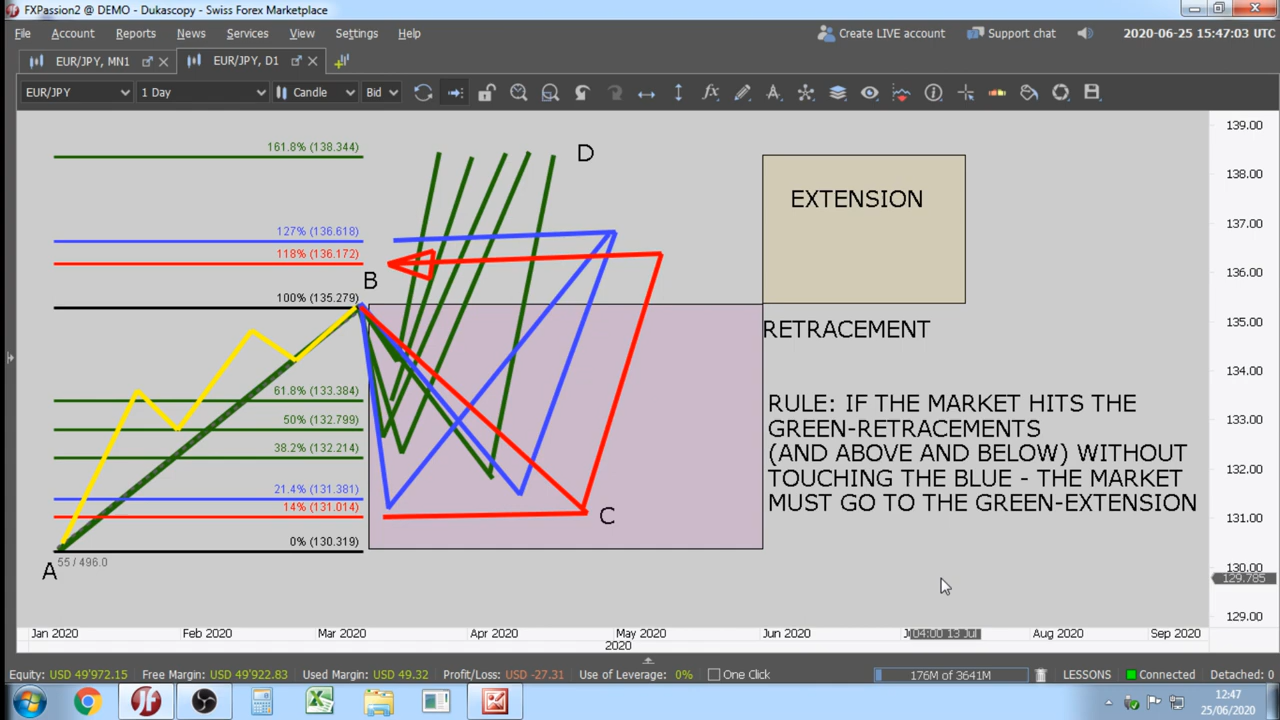 FXPassion2 @ DEMO - Dukascopy - Swiss Forex Marketplace
File Account Reports News Services View Settings Help
Create LIVE account Support chat 2020-06-25 15:47:03 UTC
EUR/JPY, MN1 EUR/JPY, D1
EUR/JPY 1 Day Candle Bid
139.00
138.00
137.00
136.00
135.00
134.00
133.00
132.00
131.00
130.00
129.785
129.00
161.8% (138.344)
127% (136.618)
118% (136.172)
100% (135.279)
61.8% (133.384)
50% (132.799)
38.2% (132.214)
21.4% (131.381)
14% (131.014)
0% (130.319)
A
55 / 496.0
B
C
D
EXTENSION
RETRACEMENT
RULE: IF THE MARKET HITS THE
GREEN-RETRACEMENTS
(AND ABOVE AND BELOW) WITHOUT
TOUCHING THE BLUE - THE MARKET
MUST GO TO THE GREEN-EXTENSION
Jan 2020 Feb 2020 Mar 2020 Apr 2020 May 2020 Jun 2020 04:00 13 Jul Aug 2020 Sep 2020
2020
Equity: USD 49'972.15 Free Margin: USD 49'922.83 Used Margin: USD 49.32 Profit/Loss: USD -27.31 Use of Leverage: 0% One Click 176M of 3641M LESSONS Connected Detached: 0
12:47
25/06/2020